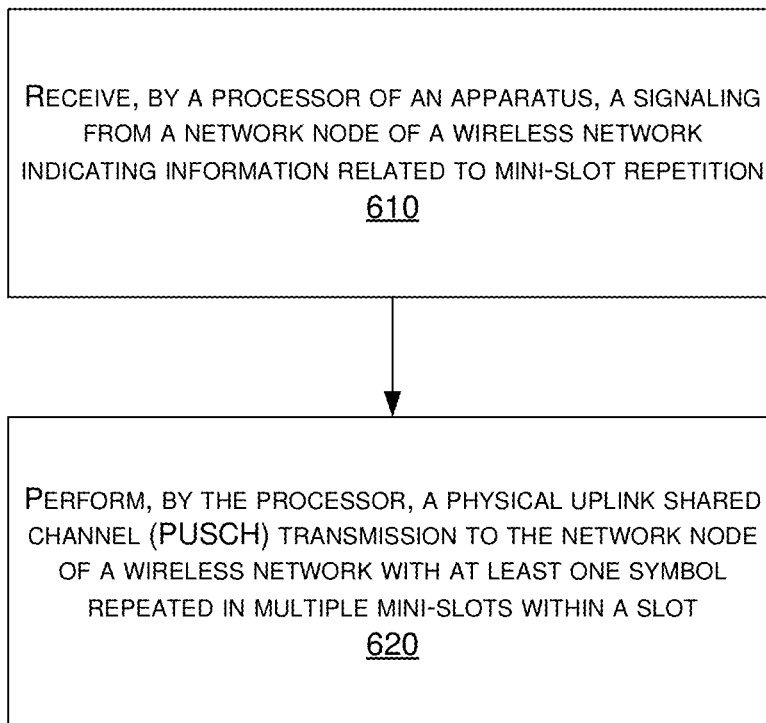 RECEIVE, BY A PROCESSOR OF AN APPARATUS, A SIGNALING
FROM A NETWORK NODE OF A WIRELESS NETWORK
INDICATING INFORMATION RELATED TO MINI-SLOT REPETITION
610
PERFORM, BY THE PROCESSOR, A PHYSICAL UPLINK SHARED
CHANNEL (PUSCH) TRANSMISSION TO THE NETWORK NODE
OF A WIRELESS NETWORK WITH AT LEAST ONE SYMBOL
REPEATED IN MULTIPLE MINI-SLOTS WITHIN A SLOT
620